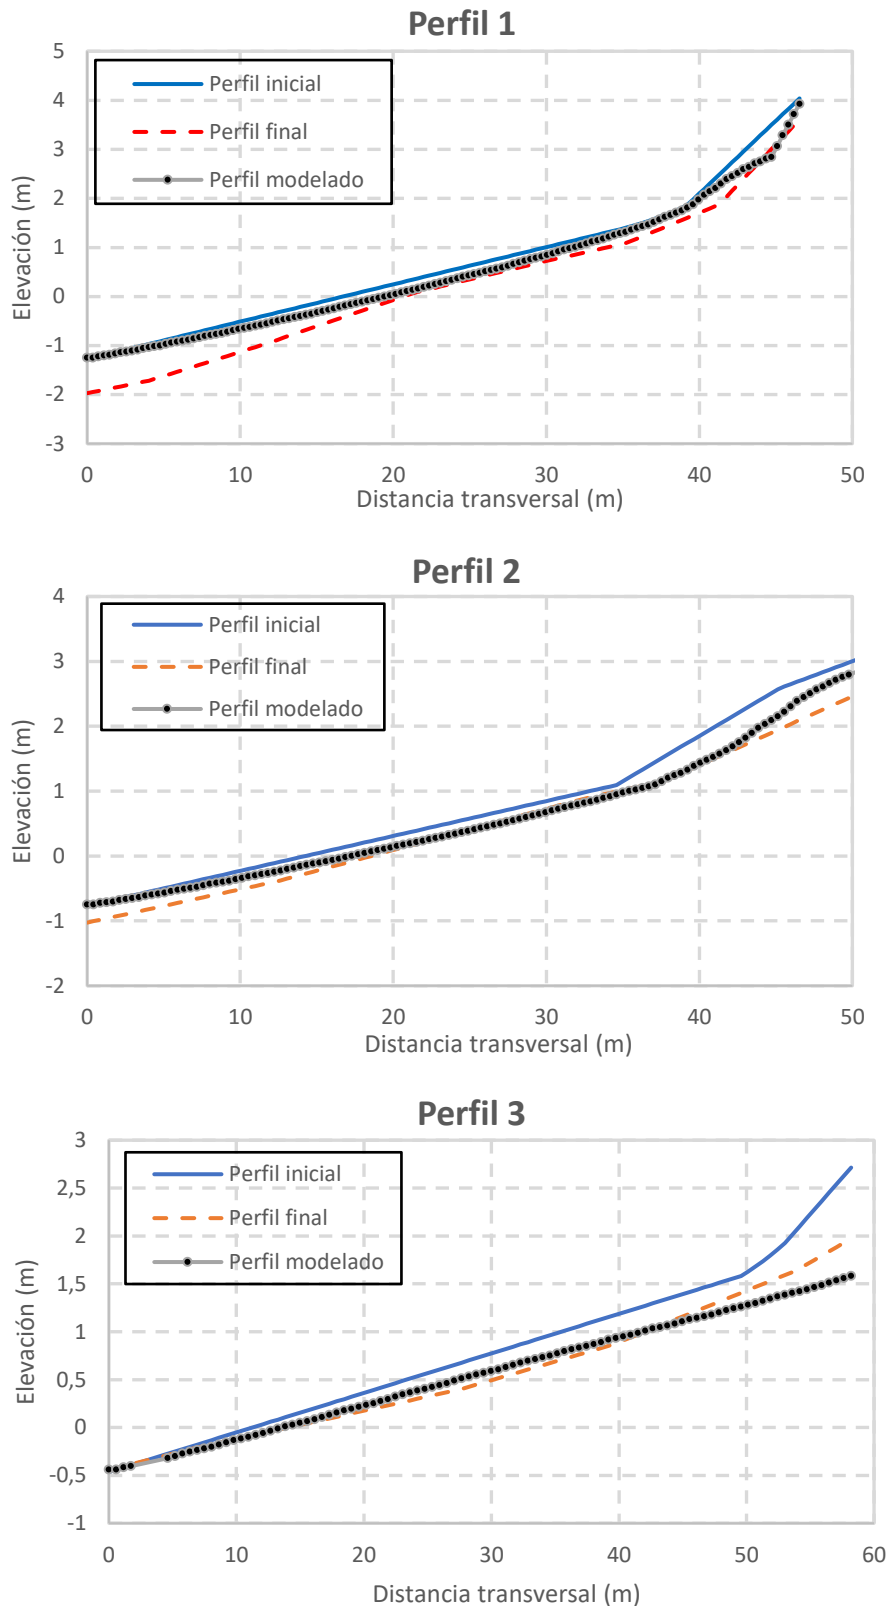 Perfil 1
5
4
3
2
1
0
-1
-2
-3
Elevación (m)
Perfil inicial
Perfil final
Perfil modelado
0 10 20 30 40 50
Distancia transversal (m)
Perfil 2
4
3
2
1
0
-1
-2
Elevación (m)
Perfil inicial
Perfil final
Perfil modelado
0 10 20 30 40 50
Distancia transversal (m)
Perfil 3
3
2,5
2
1,5
1
0,5
0
-0,5
-1
Elevación (m)
Perfil inicial
Perfil final
Perfil modelado
0 10 20 30 40 50 60
Distancia transversal (m)